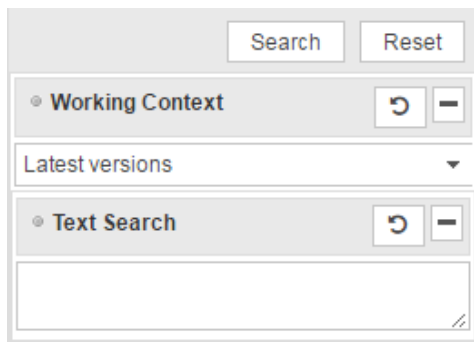 Search Reset
Working Context
Latest versions
Text Search